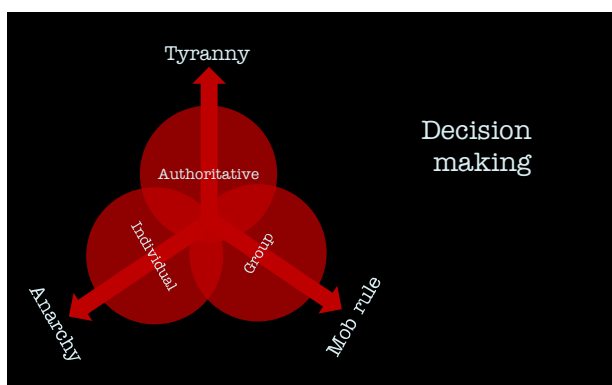 Tyranny
Decision
making
Authoritative
Individual
Group
Anarchy
Mob rule